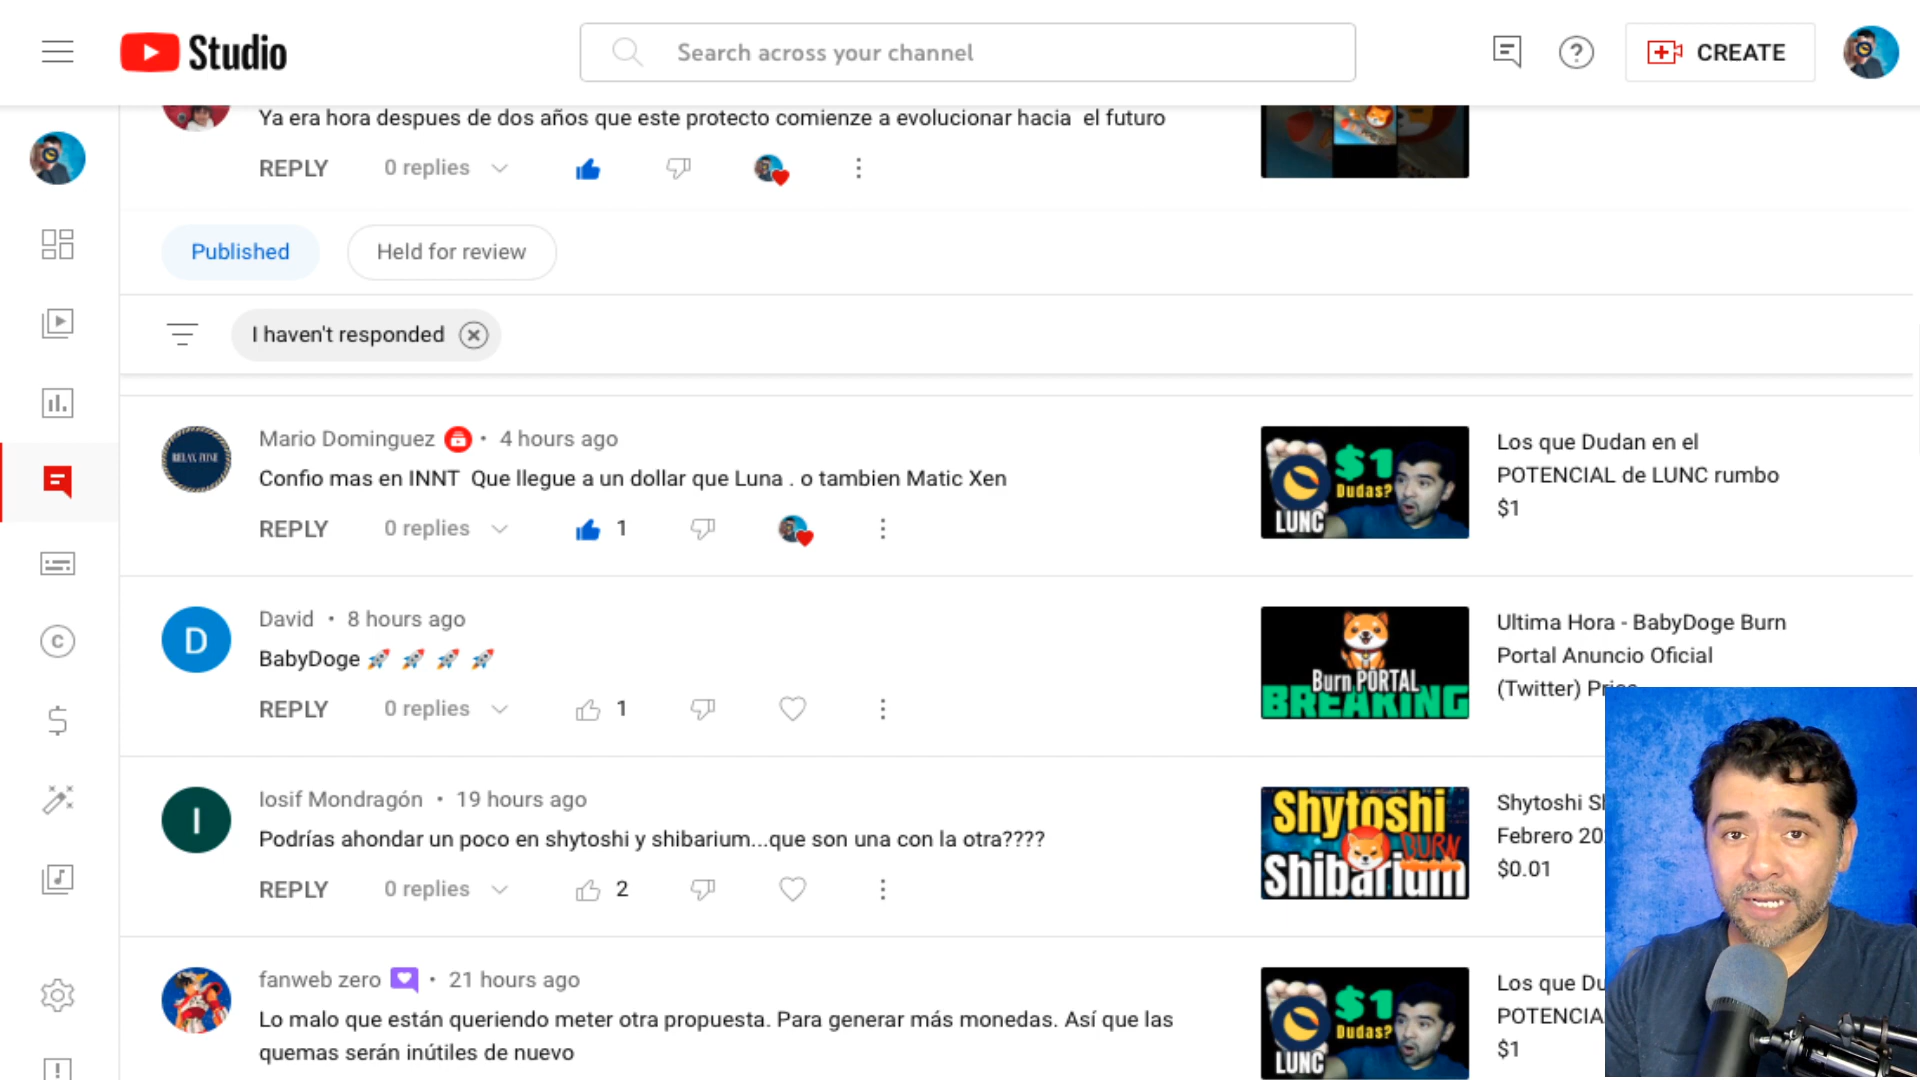 Studio
Search across your channel
CREATE
Ya era hora despues de dos años que este protecto comienze a evolucionar hacia el futuro
REPLY 0 replies
Published Held for review
I haven't responded
Mario Dominguez • 4 hours ago
Confio mas en INNT Que llegue a un dollar que Luna . o tambien Matic Xen
REPLY 0 replies 1
RELAX ZONE
$1
Dudas?
LUNC
Los que Dudan en el
POTENCIAL de LUNC rumbo
$1
D
David • 8 hours ago
BabyDoge 🚀 🚀 🚀 🚀
REPLY 0 replies 1
Burn PORTAL
BREAKING
Ultima Hora - BabyDoge Burn
Portal Anuncio Oficial
(Twitter)
I
Iosif Mondragón • 19 hours ago
Podrías ahondar un poco en shytoshi y shibarium...que son una con la otra????
REPLY 0 replies 2
Shytoshi
BURN
Shibarium
Shytoshi
Febrero
$0.01
fanweb zero • 21 hours ago
Lo malo que están queriendo meter otra propuesta. Para generar más monedas. Así que las
quemas serán inútiles de nuevo
$1
Dudas?
LUNC
Los que
$1